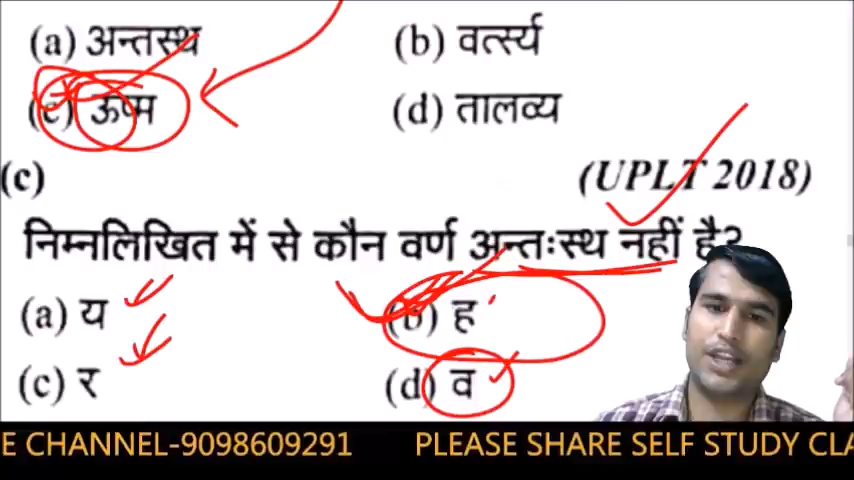 (a) अन्तस्थ (b) वर्त्स्य
(c) ऊष्म (d) तालव्य
(c) (UPLT 2018)
निम्नलिखित में से कौन वर्ण अन्तःस्थ नहीं है?
(a) य (b) ह
(c) र (d) व
E CHANNEL-9098609291 PLEASE SHARE SELF STUDY CLA